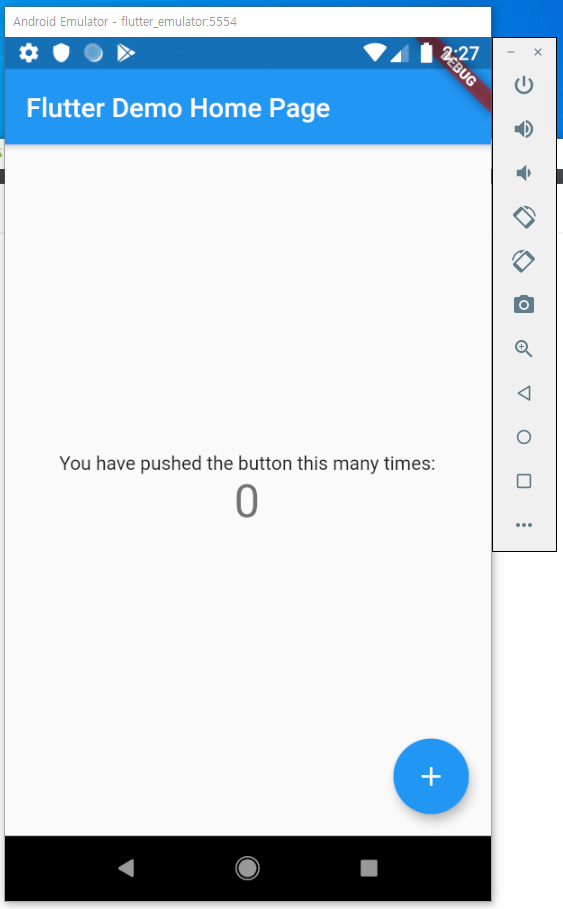 Android Emulator - flutter_emulator:5554
2:27
DEBUG
Flutter Demo Home Page
You have pushed the button this many times:
0